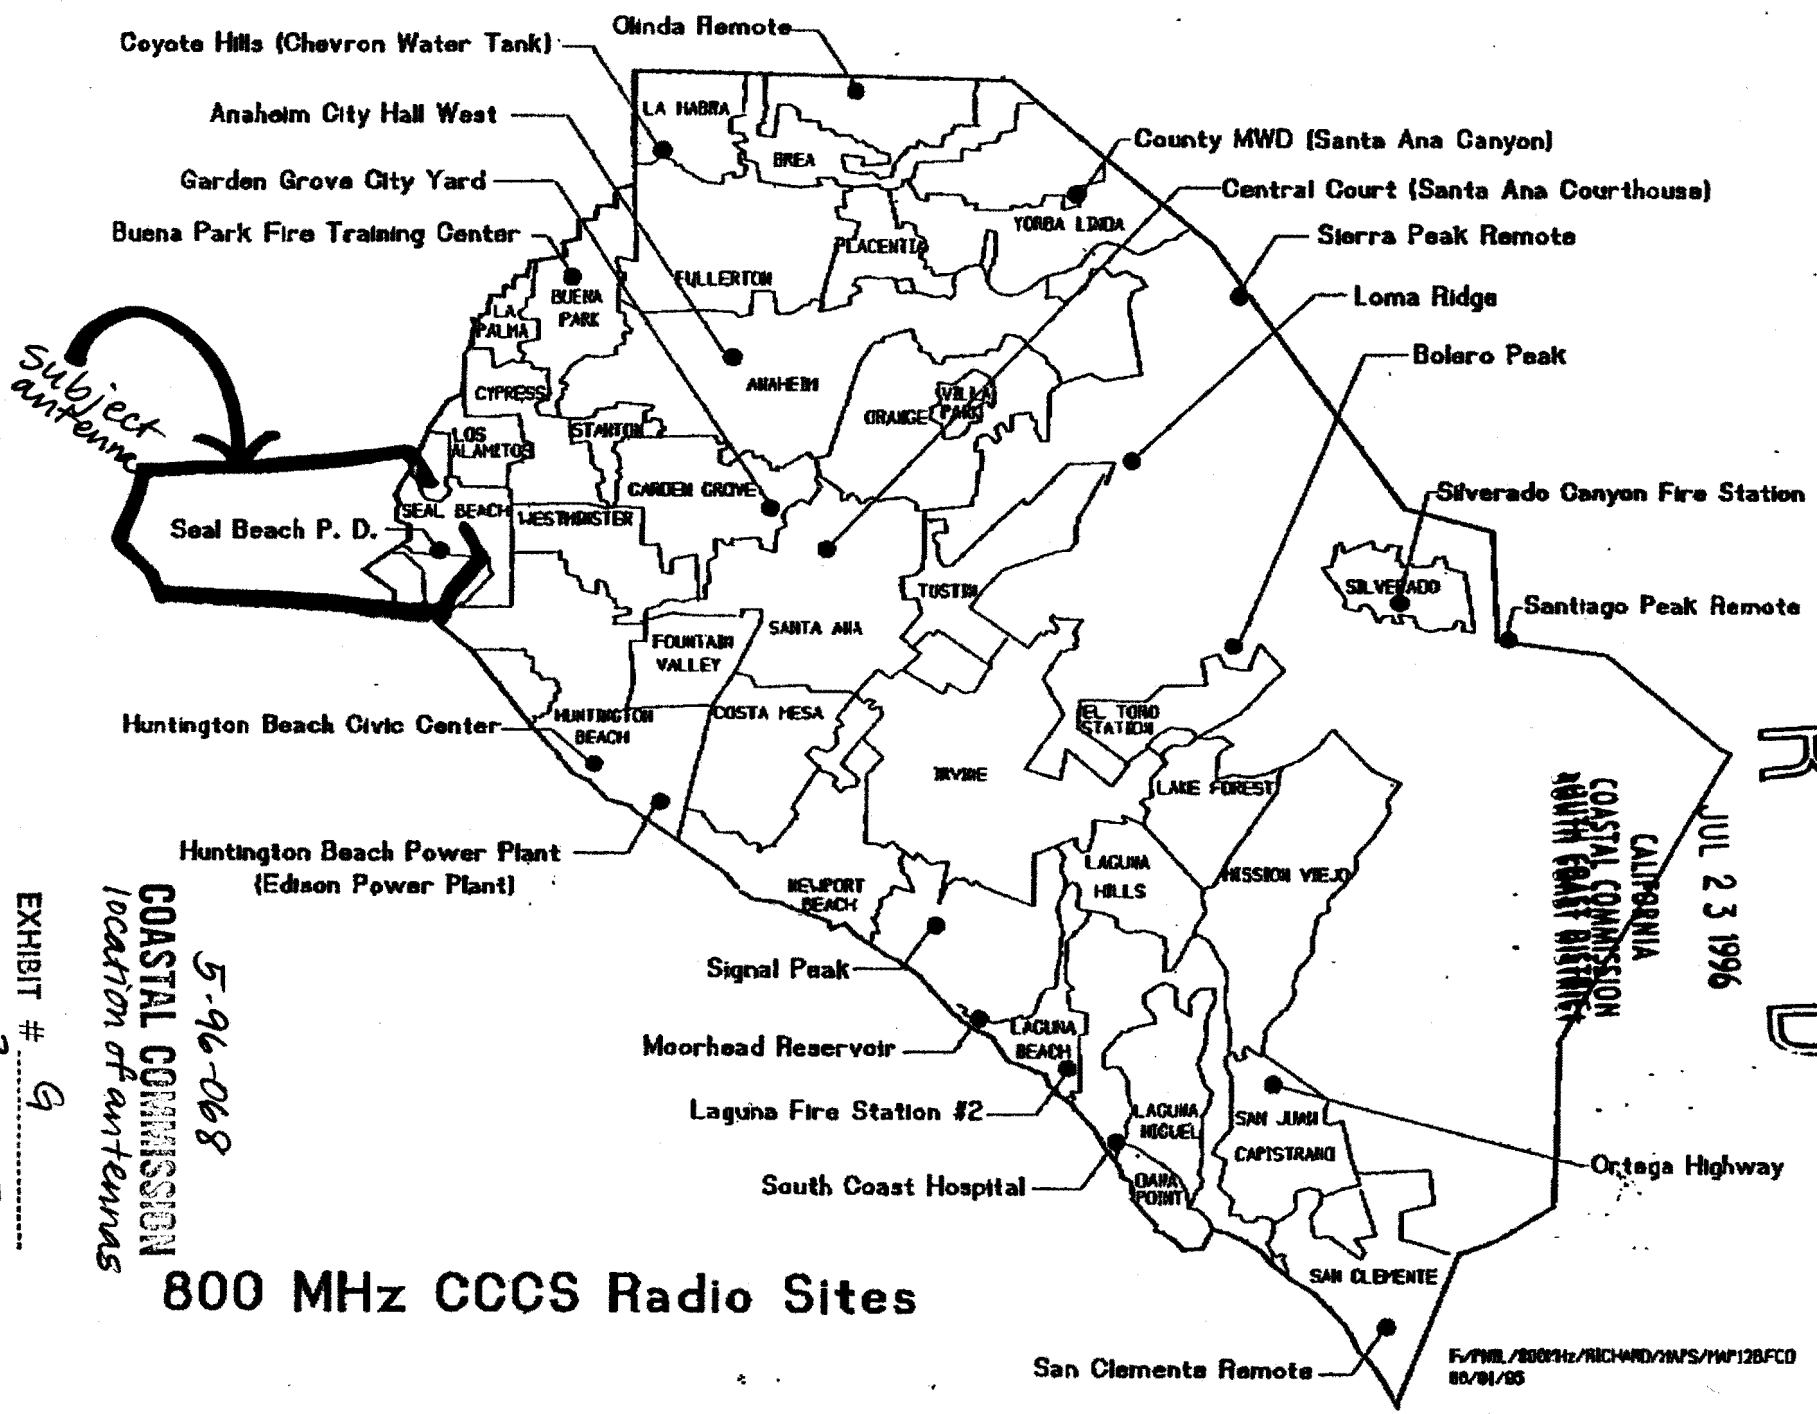 Olinda Remote
Coyote Hills (Chevron Water Tank)
Anaheim City Hall West
Garden Grove City Yard
Buena Park Fire Training Center
County MWD (Santa Ana Canyon)
Central Court (Santa Ana Courthouse)
Sierra Peak Remote
Loma Ridge
Bolero Peak
Silverado Canyon Fire Station
Santiago Peak Remote
subject
antenna
Seal Beach P. D.
Huntington Beach Civic Center
Huntington Beach Power Plant
(Edison Power Plant)
Signal Peak
Moorhead Reservoir
Laguna Fire Station #2
South Coast Hospital
Ortega Highway
San Clemente Remote
LA HABRA
BREA
YORBA LINDA
PLACENTIA
FULLERTON
BUENA
PARK
LA
PALMA
CYPRESS
ANAHEIM
VILLA
PARK
ORANGE
STANTON
LOS
ALAMITOS
GARDEN GROVE
SEAL BEACH
WESTMINSTER
SILVERADO
TUSTIN
SANTA ANA
FOUNTAIN
VALLEY
COSTA MESA
HUNTINGTON
BEACH
EL TORO
STATION
IRVINE
LAKE FOREST
LAGUNA
HILLS
MISSION VIEJO
NEWPORT
BEACH
LAGUNA
BEACH
LAGUNA
NIGUEL
SAN JUAN
CAPISTRANO
DANA
POINT
SAN CLEMENTE
800 MHz CCCS Radio Sites
5-96-068
COASTAL COMMISSION
location of antennas
EXHIBIT # G
JUL 23 1996
CALIFORNIA
COASTAL COMMISSION
SOUTH COAST DISTRICT
R
D